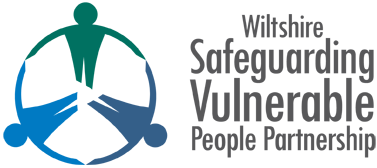 Wiltshire
Safeguarding
Vulnerable
People Partnership